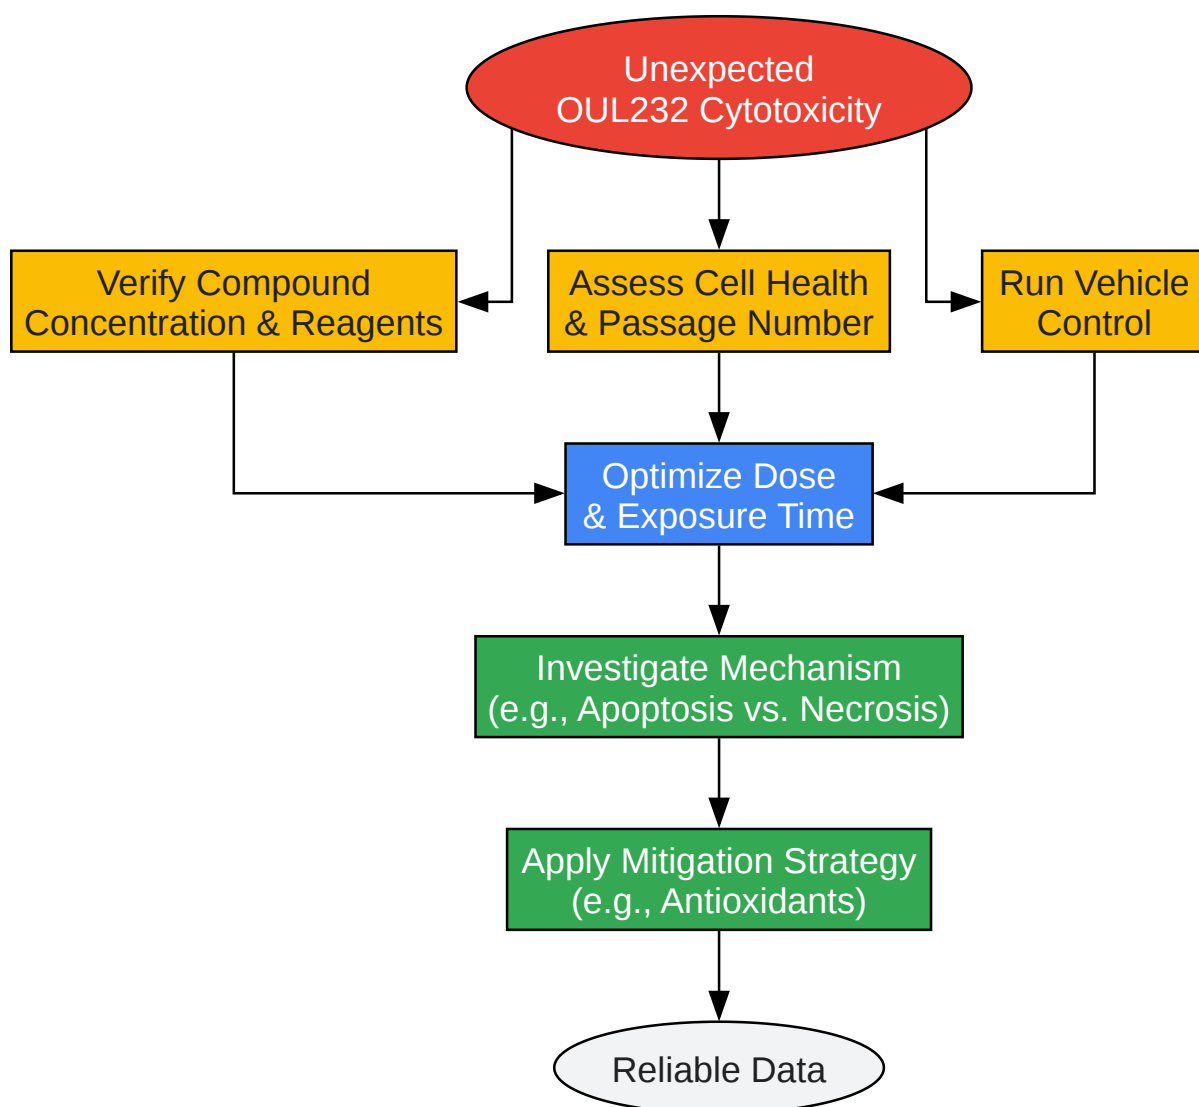 Unexpected
OUL232 Cytotoxicity
Verify Compound
Concentration & Reagents
Assess Cell Health
& Passage Number
Run Vehicle
Control
Optimize Dose
& Exposure Time
Investigate Mechanism
(e.g., Apoptosis vs. Necrosis)
Apply Mitigation Strategy
(e.g., Antioxidants)
Reliable Data